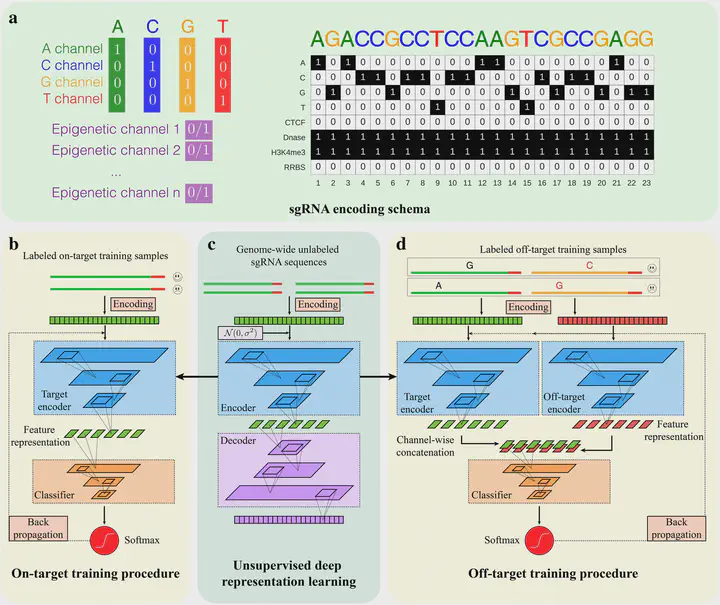 a
A C G T
A channel 1 0 0 0
C channel 0 1 0 0
G channel 0 0 1 0
T channel 0 0 0 1
Epigenetic channel 1 0/1
Epigenetic channel 2 0/1
...
Epigenetic channel n 0/1
AGACCGCCTCCAAGTCGCCGAGG
A 1 0 1 0 0 0 0 0 0 0 0 1 1 0 0 0 0 0 0 0 1 0 0
C 0 0 0 1 1 0 1 1 0 1 1 0 0 0 0 1 0 1 1 0 0 0 0
G 0 1 0 0 0 1 0 0 0 0 0 0 0 1 0 0 1 0 0 1 0 1 1
T 0 0 0 0 0 0 0 0 1 0 0 0 0 0 1 0 0 0 0 0 0 0 0
CTCF 0 0 0 0 0 0 0 0 0 0 0 0 0 0 0 0 0 0 0 0 0 0 0
Dnase 1 1 1 1 1 1 1 1 1 1 1 1 1 1 1 1 1 1 1 1 1 1 1
H3K4me3 1 1 1 1 1 1 1 1 1 1 1 1 1 1 1 1 1 1 1 1 1 1 1
RRBS 0 0 0 0 0 0 0 0 0 0 0 0 0 0 0 0 0 0 0 0 0 0 0
1 2 3 4 5 6 7 8 9 10 11 12 13 14 15 16 17 18 19 20 21 22 23
sgRNA encoding schema
b
Labeled on-target training samples
Encoding
Target
encoder
Feature
representation
Classifier
Back
propagation
Softmax
On-target training procedure
c
Genome-wide unlabeled
sgRNA sequences
Encoding
N(0, σ²)
Encoder
Decoder
Unsupervised deep
representation learning
d
Labeled off-target training samples
G C
A G
Encoding
Target
encoder
Off-target
encoder
Feature
representation
Channel-wise
concatenation
Classifier
Softmax
Back
propagation
Off-target training procedure